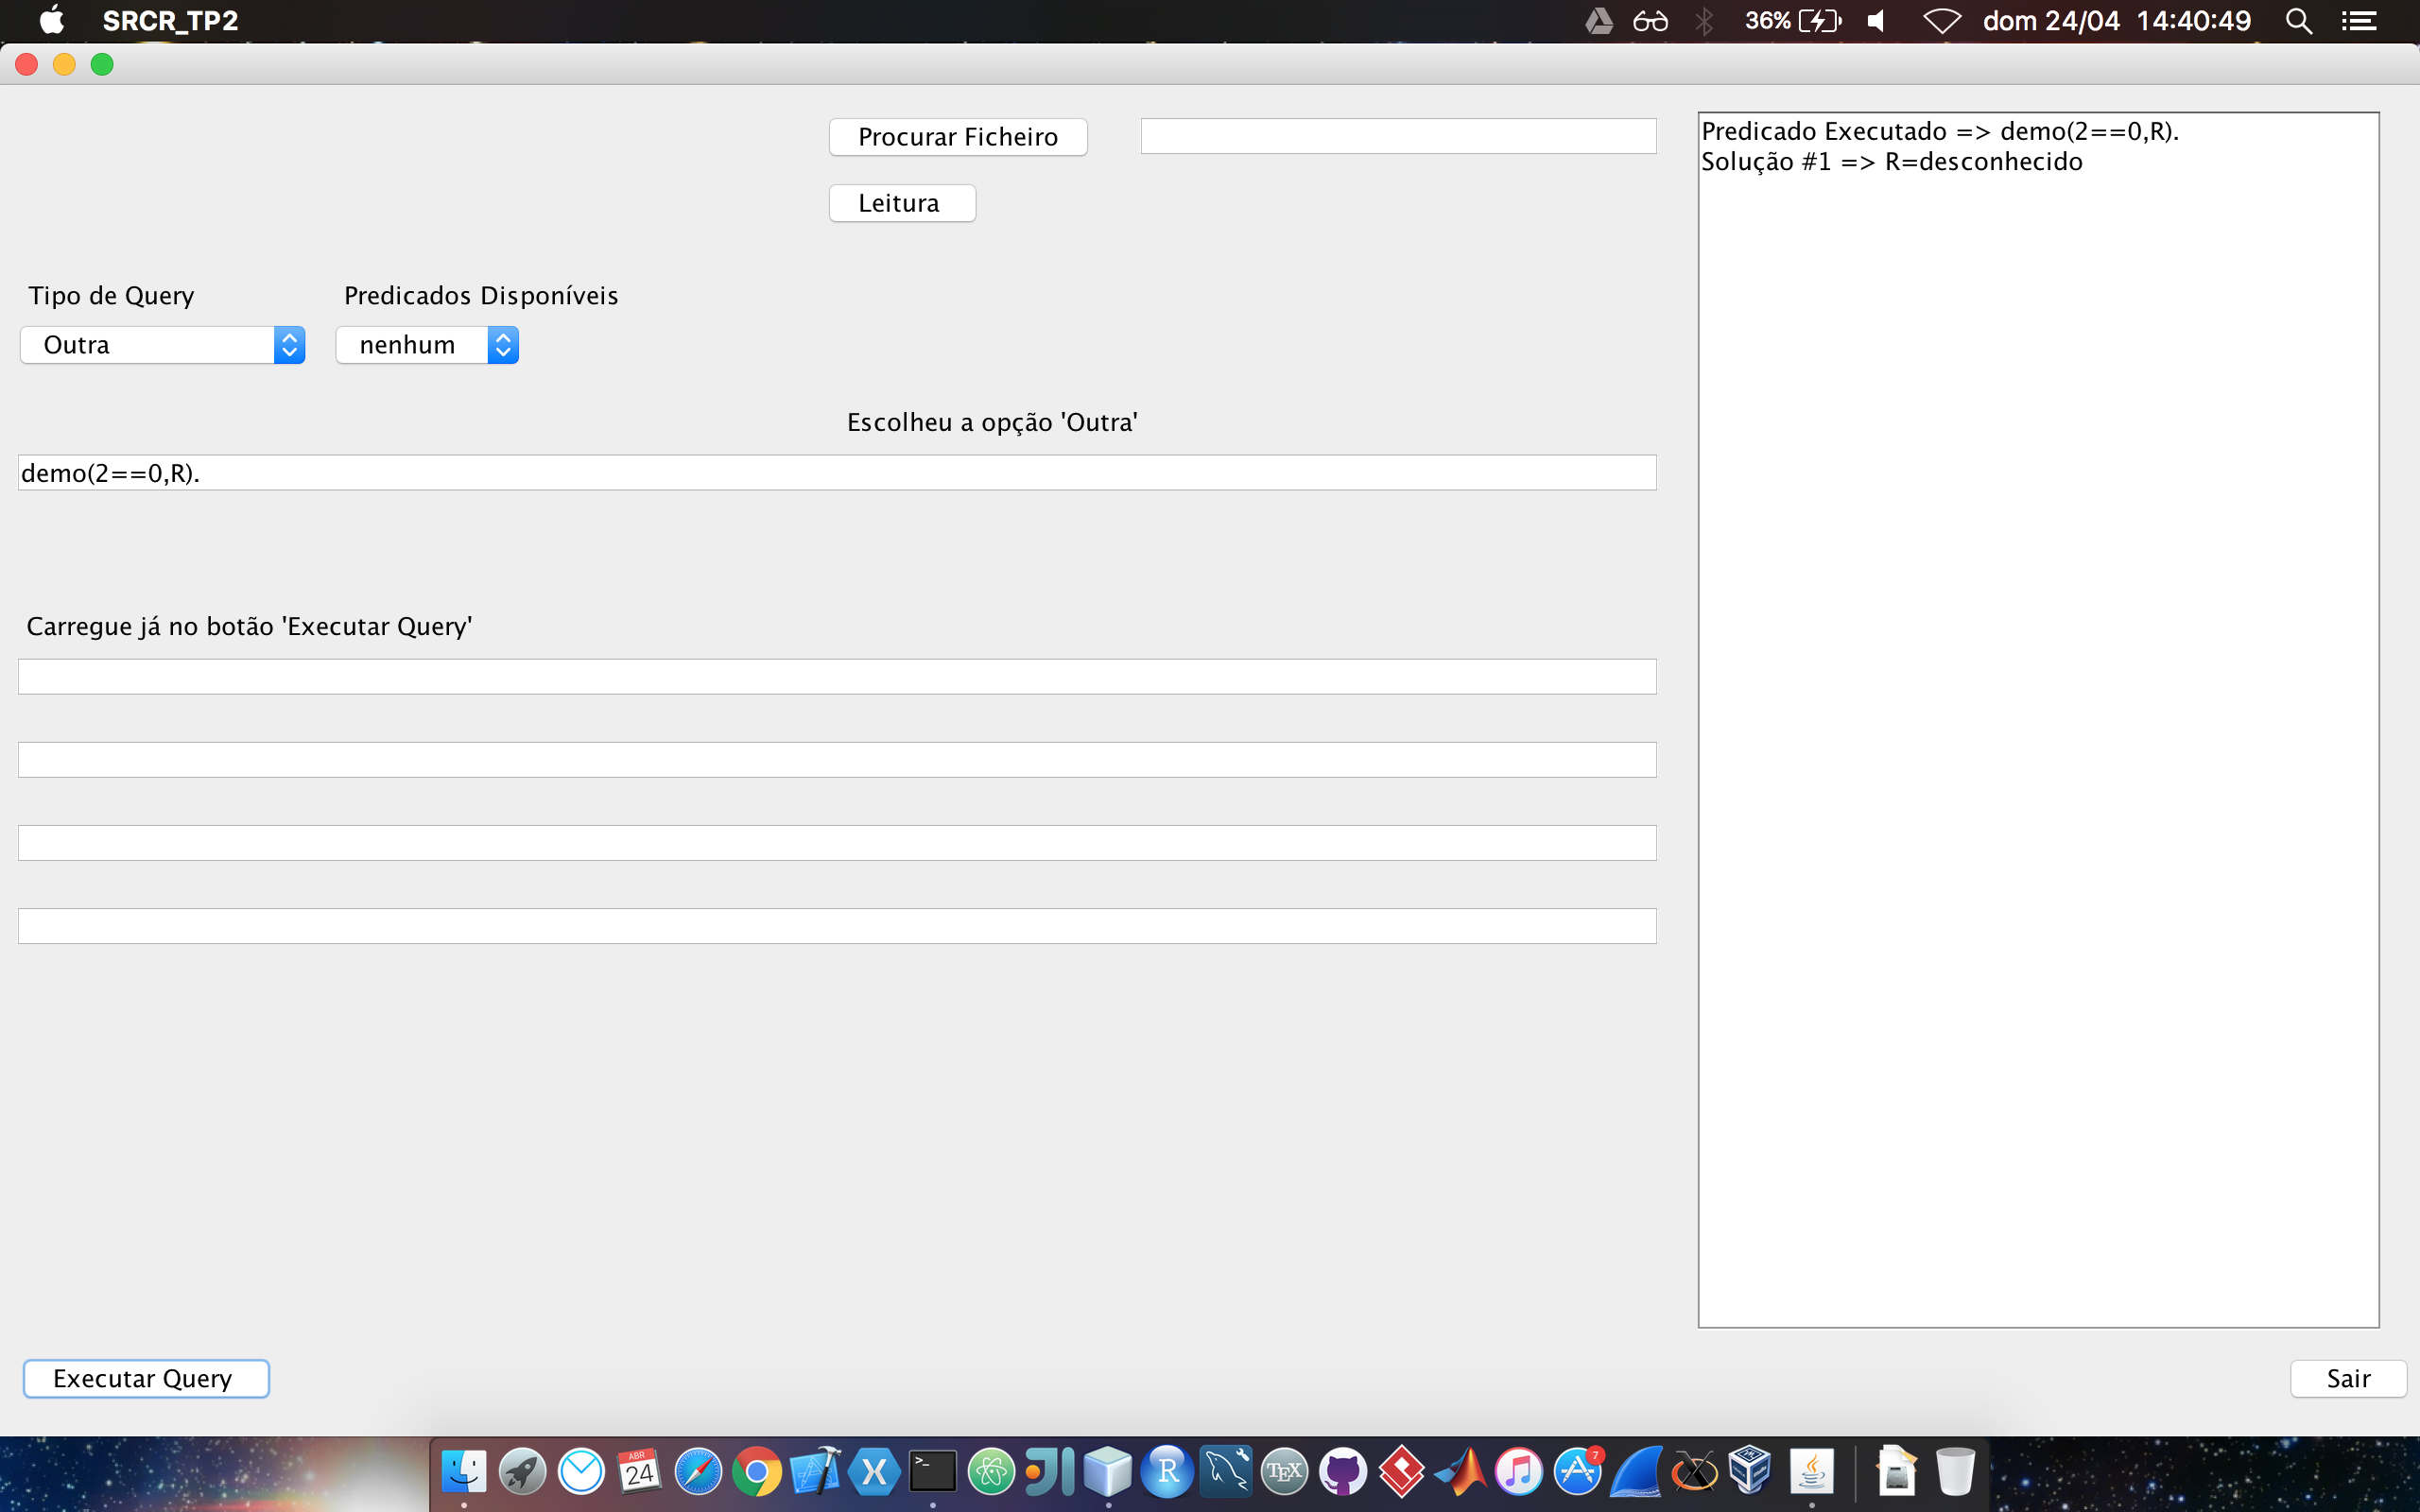 SRCR_TP2
36%
dom 24/04 14:40:49
Procurar Ficheiro
Leitura
Tipo de Query
Predicados Disponíveis
Outra
nenhum
Escolheu a opção 'Outra'
demo(2==0,R).
Carregue já no botão 'Executar Query'
Predicado Executado => demo(2==0,R).
Solução #1 => R=desconhecido
Executar Query
Sair
ABR
24
X
>_
R
TEX
7